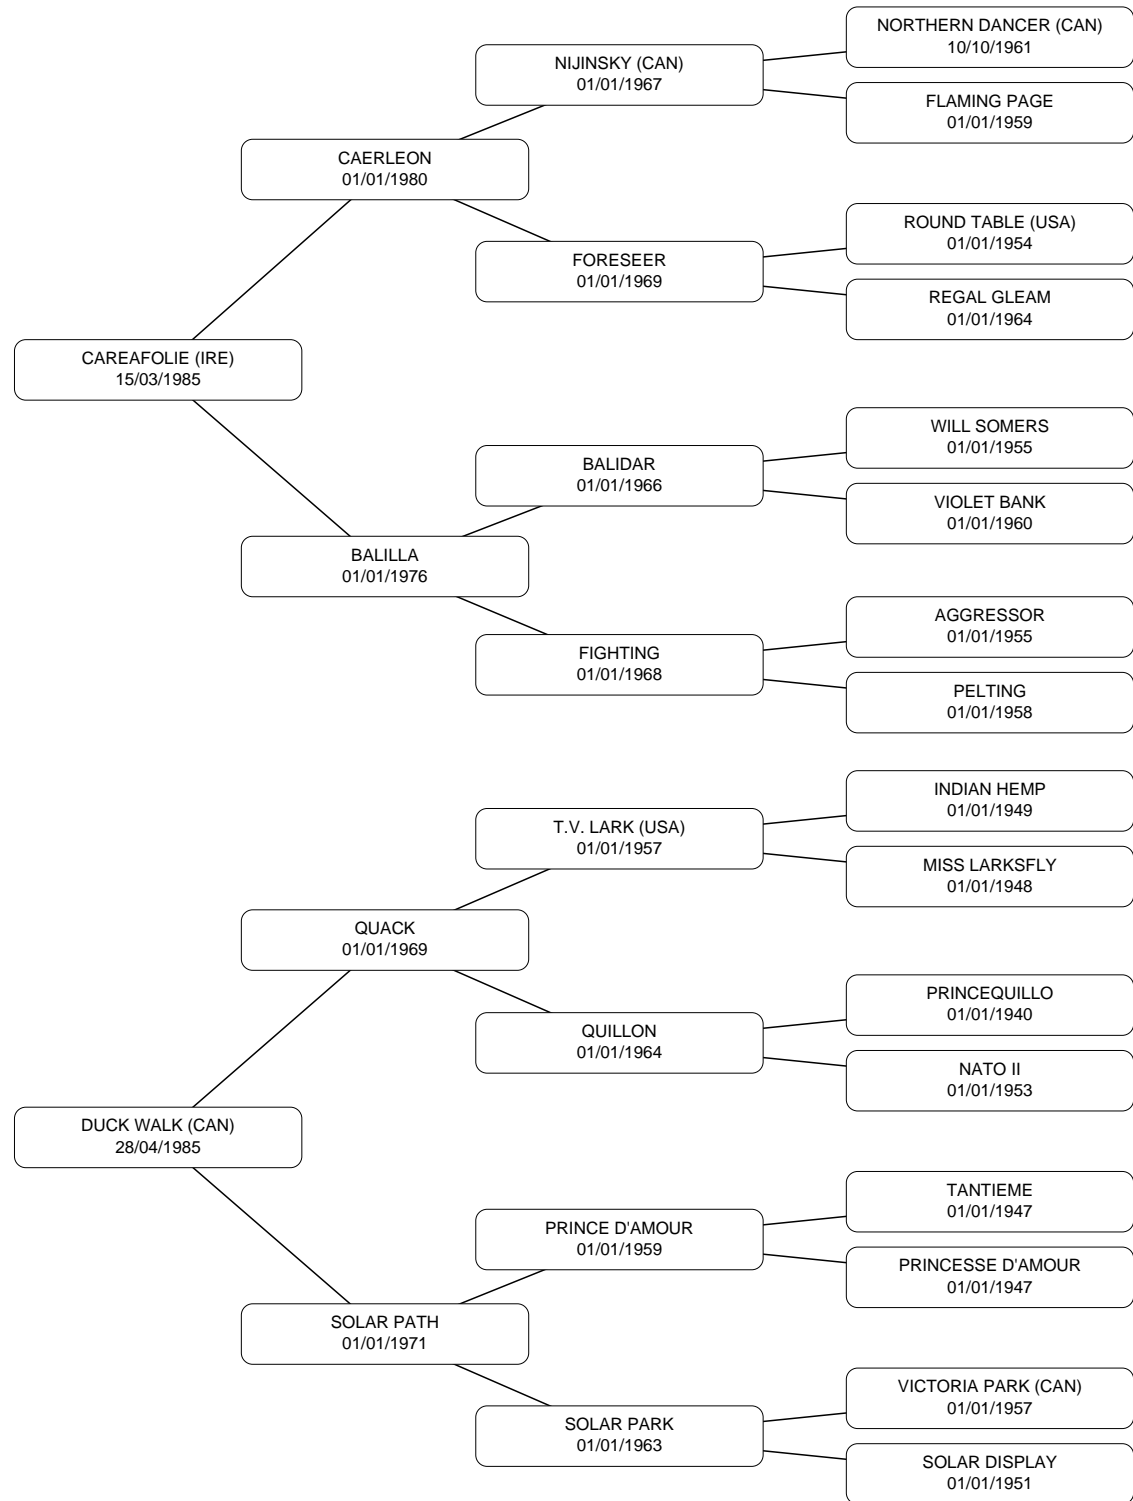 NORTHERN DANCER (CAN)
10/10/1961
NIJINSKY (CAN)
01/01/1967
FLAMING PAGE
01/01/1959
CAERLEON
01/01/1980
ROUND TABLE (USA)
01/01/1954
FORESEER
01/01/1969
REGAL GLEAM
01/01/1964
CAREAFOLIE (IRE)
15/03/1985
WILL SOMERS
01/01/1955
BALIDAR
01/01/1966
VIOLET BANK
01/01/1960
BALILLA
01/01/1976
AGGRESSOR
01/01/1955
FIGHTING
01/01/1968
PELTING
01/01/1958
INDIAN HEMP
01/01/1949
T.V. LARK (USA)
01/01/1957
MISS LARKSFLY
01/01/1948
QUACK
01/01/1969
PRINCEQUILLO
01/01/1940
QUILLON
01/01/1964
NATO II
01/01/1953
DUCK WALK (CAN)
28/04/1985
TANTIEME
01/01/1947
PRINCE D'AMOUR
01/01/1959
PRINCESSE D'AMOUR
01/01/1947
SOLAR PATH
01/01/1971
VICTORIA PARK (CAN)
01/01/1957
SOLAR PARK
01/01/1963
SOLAR DISPLAY
01/01/1951